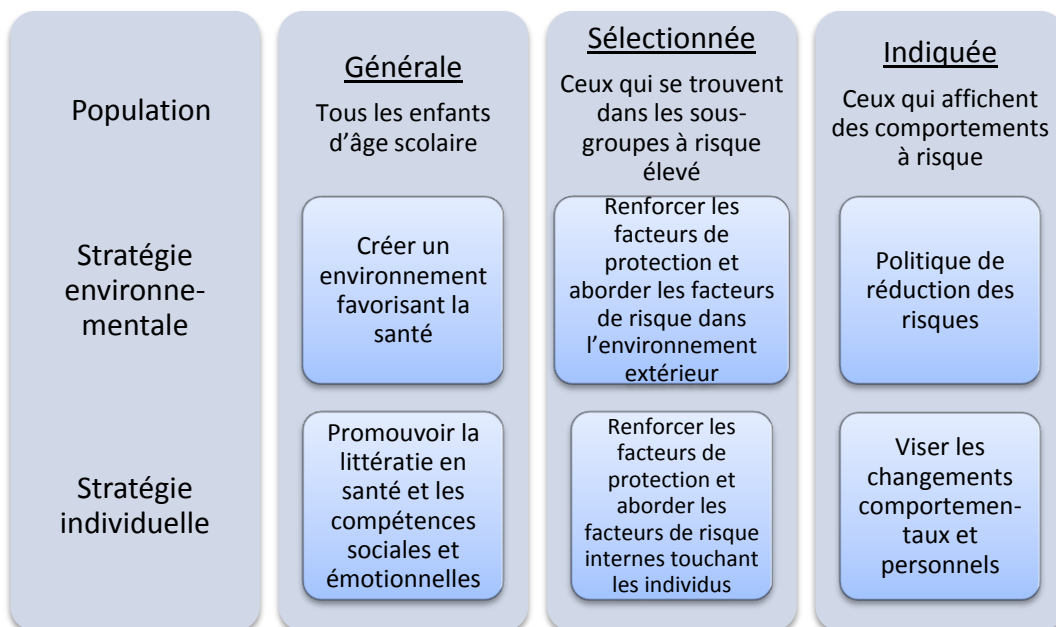 Population
Générale
Tous les enfants
d’âge scolaire
Sélectionnée
Ceux qui se trouvent
dans les sous-
groupes à risque
élevé
Indiquée
Ceux qui affichent
des comportements
à risque
Stratégie
environne-
mentale
Créer un
environnement
favorisant la
santé
Renforcer les
facteurs de
protection et
aborder les facteurs
de risque dans
l’environnement
extérieur
Politique de
réduction des
risques
Stratégie
individuelle
Promouvoir la
littératie en
santé et les
compétences
sociales et
émotionnelles
Renforcer les
facteurs de
protection et
aborder les
facteurs de risque
internes touchant
les individus
Viser les
changements
comportemen-
taux et
personnels